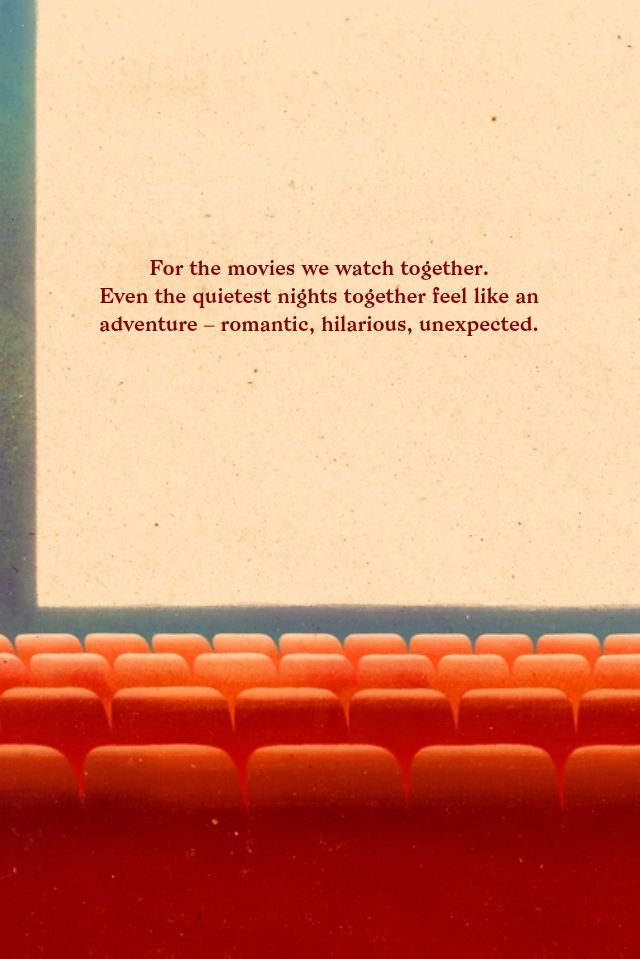 For the movies we watch together.
Even the quietest nights together feel like an
adventure – romantic, hilarious, unexpected.